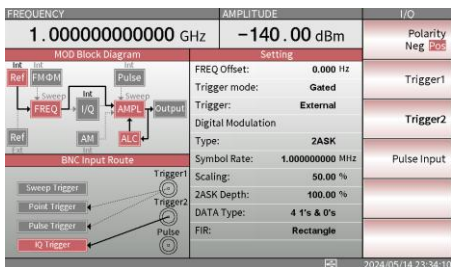 FREQUENCY
AMPLITUDE
I/Q
1.000000000000 GHz
−140.00 dBm
Polarity
Neg Pos
MOD Block Diagram
Int
Int
Int
Ref
FMΦM
Pulse
Sweep
Int
Sweep
FREQ
I/Q
AMPL
Output
Ref
AM
ALC
Ext
Int
BNC Input Route
Sweep Trigger
Point Trigger
Pulse Trigger
IQ Trigger
Trigger1
Trigger2
Pulse
Setting
FREQ Offset: 0.000 Hz
Trigger mode: Gated
Trigger: External
Digital Modulation
Type: 2ASK
Symbol Rate: 1.000000000 MHz
Scaling: 50.00 %
2ASK Depth: 100.00 %
DATA Type: 4 1's & 0's
FIR: Rectangle
Trigger1
Trigger2
Pulse Input
2024/05/14 23:34:10